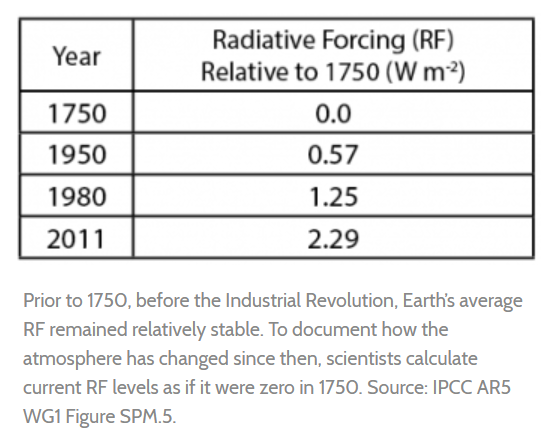 Year
Radiative Forcing (RF)
Relative to 1750 (W m⁻²)
1750 0.0
1950 0.57
1980 1.25
2011 2.29
Prior to 1750, before the Industrial Revolution, Earth's average
RF remained relatively stable. To document how the
atmosphere has changed since then, scientists calculate
current RF levels as if it were zero in 1750. Source: IPCC AR5
WG1 Figure SPM.5.